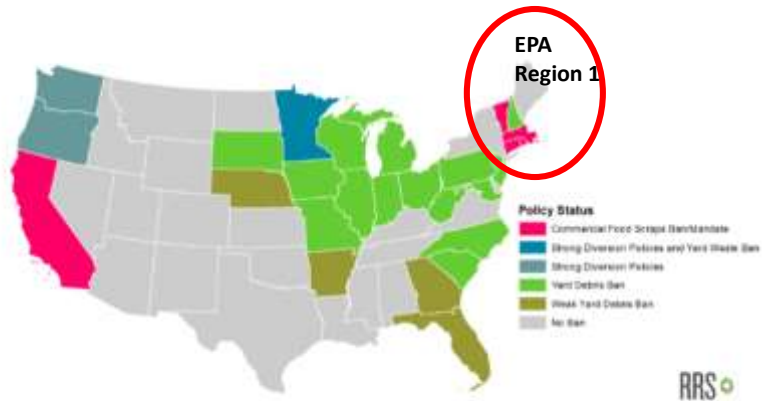 EPA
Region 1
Policy Status
Commercial Food Scraps Ban/Mandate
Strong Diversion Policies and Yard Waste Ban
Strong Diversion Policies
Yard Debris Ban
Weak Yard Debris Ban
No Ban
RRS